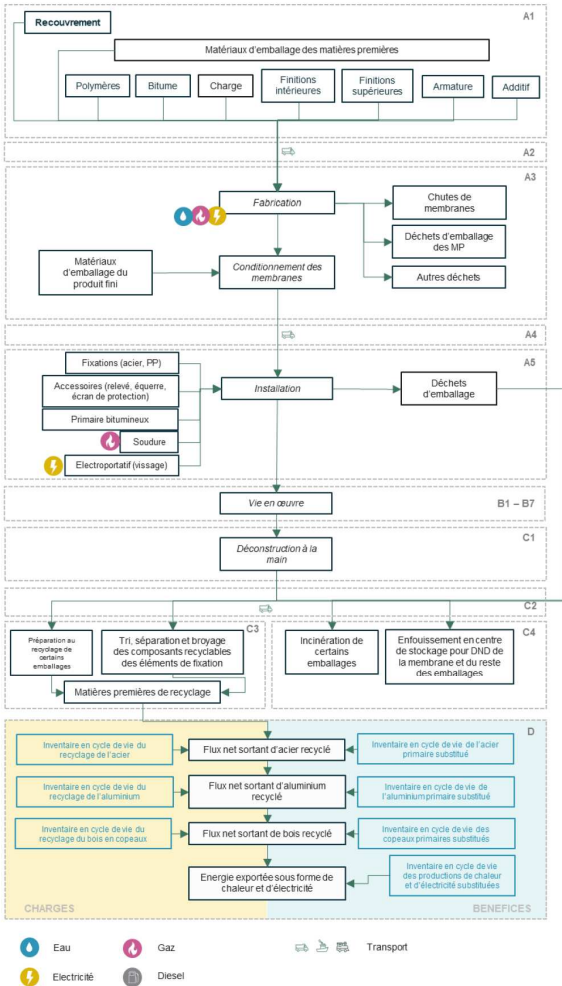 A1
Recouvrement
Matériaux d'emballage des matières premières
Polymères
Bitume
Charge
Finitions
intérieures
Finitions
supérieures
Armature
Additif
A2
A3
Fabrication
Chutes de
membranes
Déchets d'emballage
des MP
Autres déchets
Matériaux
d'emballage du
produit fini
Conditionnement des
membranes
A4
A5
Fixations (acier, PP)
Accessoires (relevé, équerre,
écran de protection)
Primaire bitumineux
Soudure
Electroportatif (vissage)
Installation
Déchets
d'emballage
Vie en œuvre
B1 – B7
C1
Déconstruction à la
main
C2
C3
Préparation au
recyclage de
certains
emballages
Tri, séparation et broyage
des composants recyclables
des éléments de fixation
Matières premières de recyclage
C4
Incinération de
certains
emballages
Enfouissement en centre
de stockage pour DND de
la membrane et du reste
des emballages
D
Inventaire en cycle de vie du
recyclage de l'acier
Flux net sortant d'acier recyclé
Inventaire en cycle de vie de l'acier
primaire substitué
Inventaire en cycle de vie du
recyclage de l'aluminium
Flux net sortant d'aluminium
recyclé
Inventaire en cycle de vie de
l'aluminium primaire substitué
Inventaire en cycle de vie du
recyclage du bois en copeaux
Flux net sortant de bois recyclé
Inventaire en cycle de vie des
copeaux primaires substitués
Energie exportée sous forme de
chaleur et d'électricité
Inventaire en cycle de vie
des productions de chaleur
et d'électricité substituées
CHARGES
BENEFICES
Eau
Gaz
Transport
Electricité
Diesel